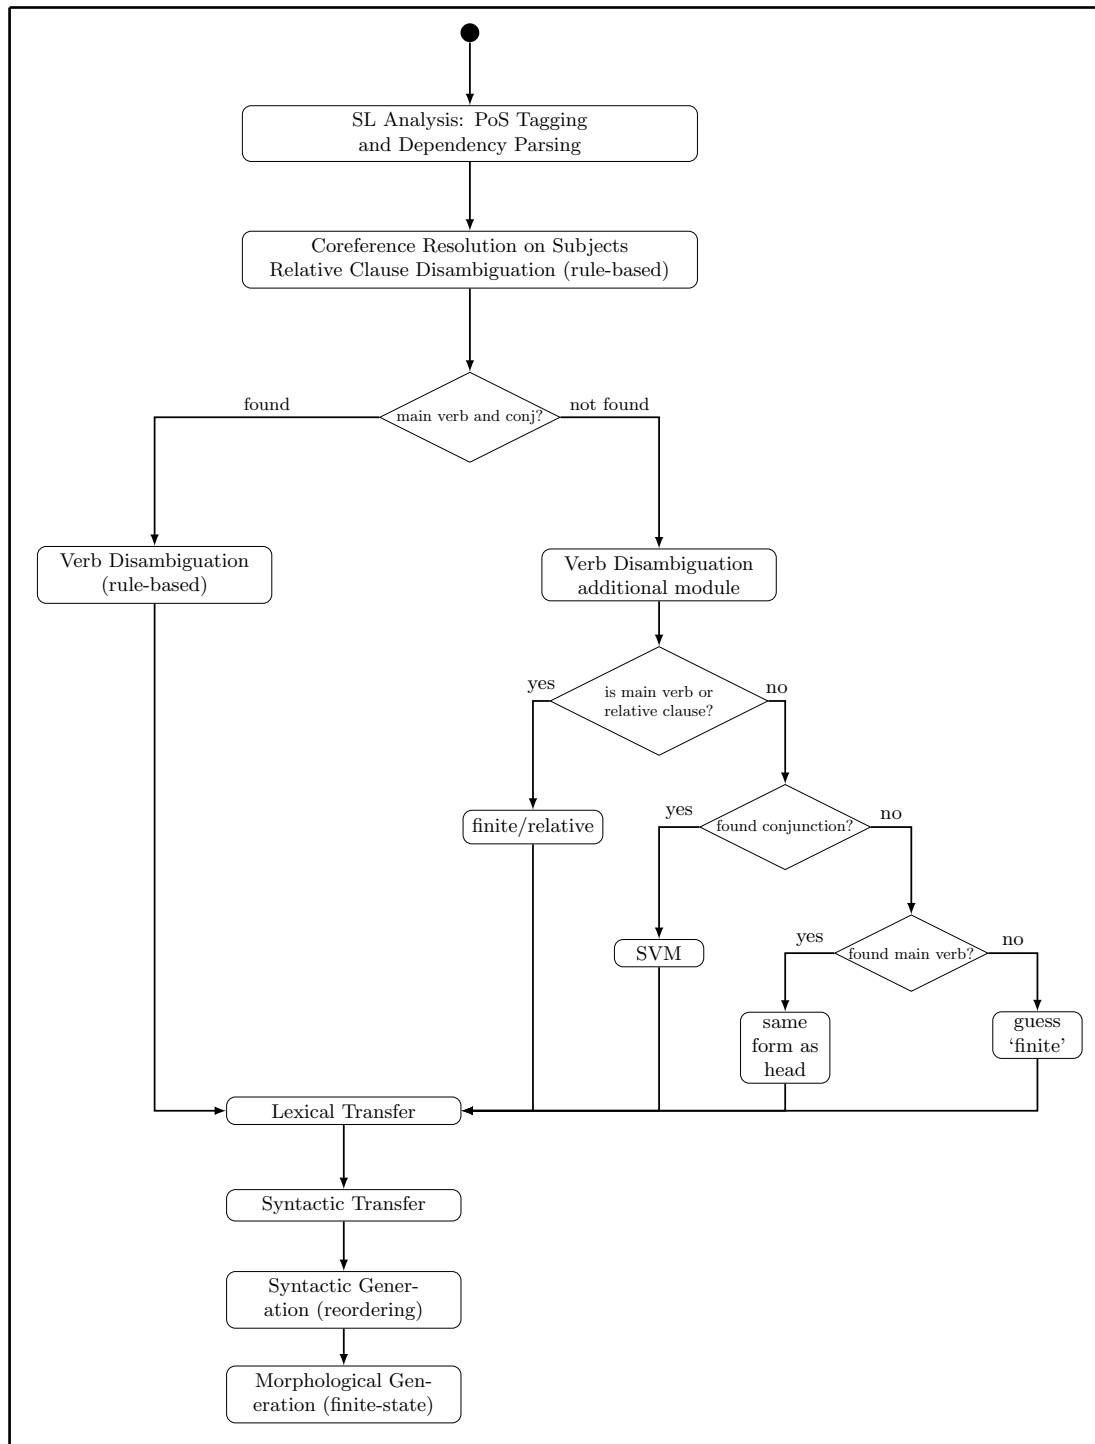 SL Analysis: PoS Tagging
and Dependency Parsing
Coreference Resolution on Subjects
Relative Clause Disambiguation (rule-based)
found
main verb and conj?
not found
Verb Disambiguation
(rule-based)
Verb Disambiguation
additional module
yes
is main verb or
relative clause?
no
finite/relative
yes
found conjunction?
no
SVM
yes
found main verb?
no
same
form as
head
guess
‘finite’
Lexical Transfer
Syntactic Transfer
Syntactic Gener-
ation (reordering)
Morphological Gen-
eration (finite-state)